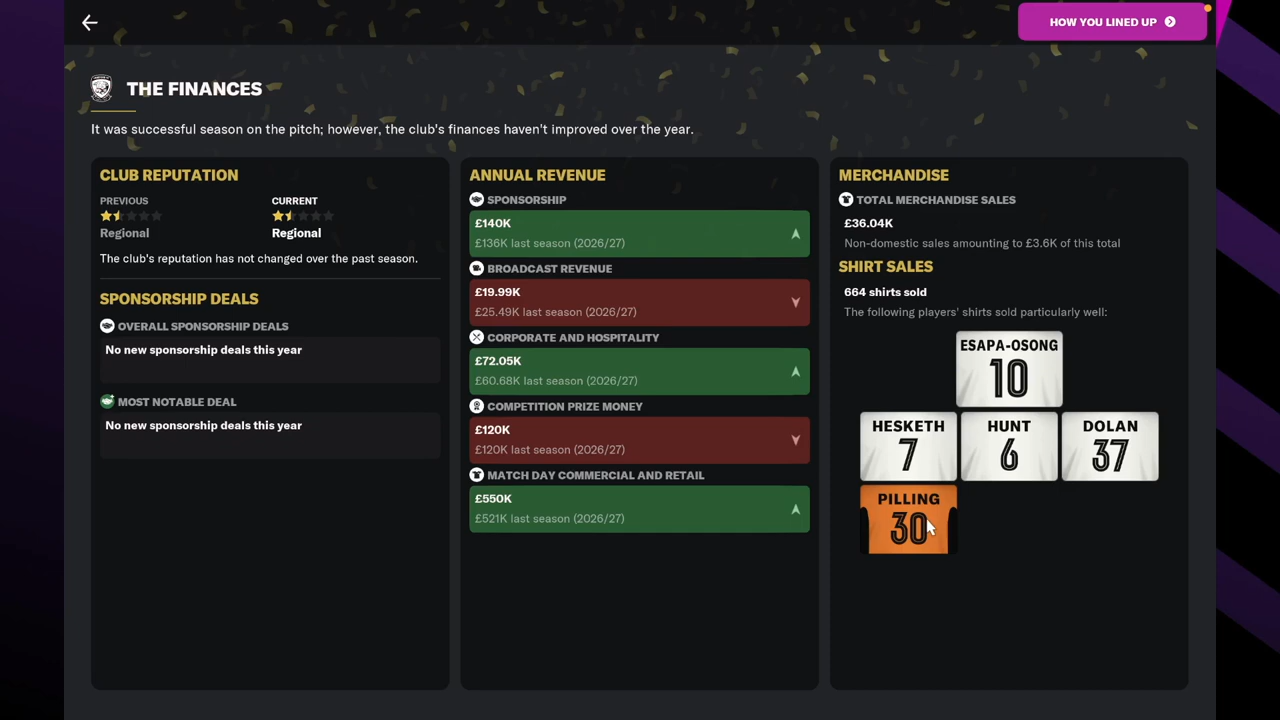 HOW YOU LINED UP
THE FINANCES
It was successful season on the pitch; however, the club's finances haven't improved over the year.
CLUB REPUTATION
PREVIOUS
CURRENT
Regional
Regional
The club's reputation has not changed over the past season.
SPONSORSHIP DEALS
OVERALL SPONSORSHIP DEALS
No new sponsorship deals this year
MOST NOTABLE DEAL
No new sponsorship deals this year
ANNUAL REVENUE
SPONSORSHIP
£140K
£136K last season (2026/27)
BROADCAST REVENUE
£19.99K
£25.49K last season (2026/27)
CORPORATE AND HOSPITALITY
£72.05K
£60.68K last season (2026/27)
COMPETITION PRIZE MONEY
£120K
£120K last season (2026/27)
MATCH DAY COMMERCIAL AND RETAIL
£550K
£521K last season (2026/27)
MERCHANDISE
TOTAL MERCHANDISE SALES
£36.04K
Non-domestic sales amounting to £3.6K of this total
SHIRT SALES
664 shirts sold
The following players' shirts sold particularly well:
ESAPA-OSONG
10
HESKETH
7
HUNT
6
DOLAN
37
PILLING
30